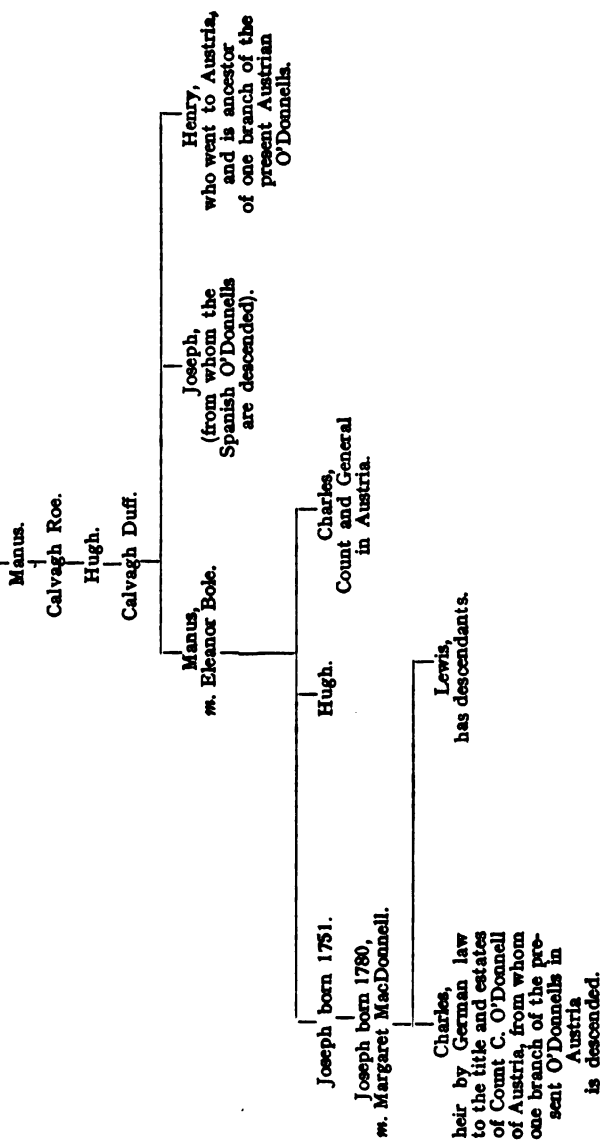 Manus.
Calvagh Roe.
Hugh.
Calvagh Duff.
Manus,
m. Eleanor Bole.
Joseph,
(from whom the
Spanish O'Donnells
are descended).
Henry,
who went to Austria,
and is ancestor
of one branch of the
present Austrian
O'Donnells.
Joseph born 1751.
Hugh.
Charles,
Count and General
in Austria.
Joseph born 1780,
m. Margaret MacDonnell.
Charles,
heir by German law
to the title and estates
of Count C. O'Donnell
of Austria, from whom
one branch of the pre-
sent O'Donnells in
Austria
is descended.
Lewis,
has descendants.